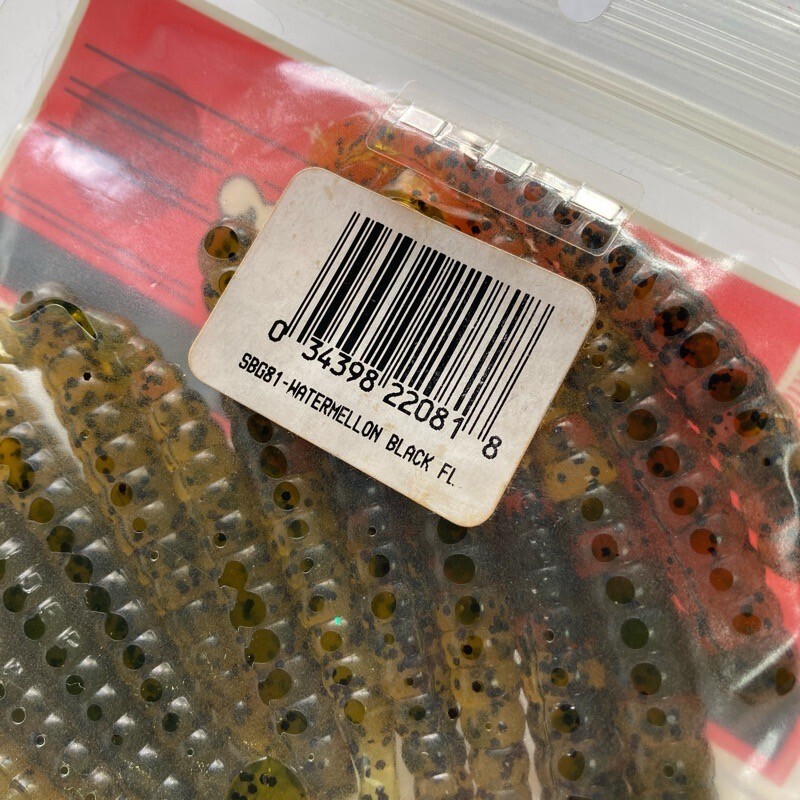 0 34398 22081 8
SBG81-WATERMELLON BLACK FL